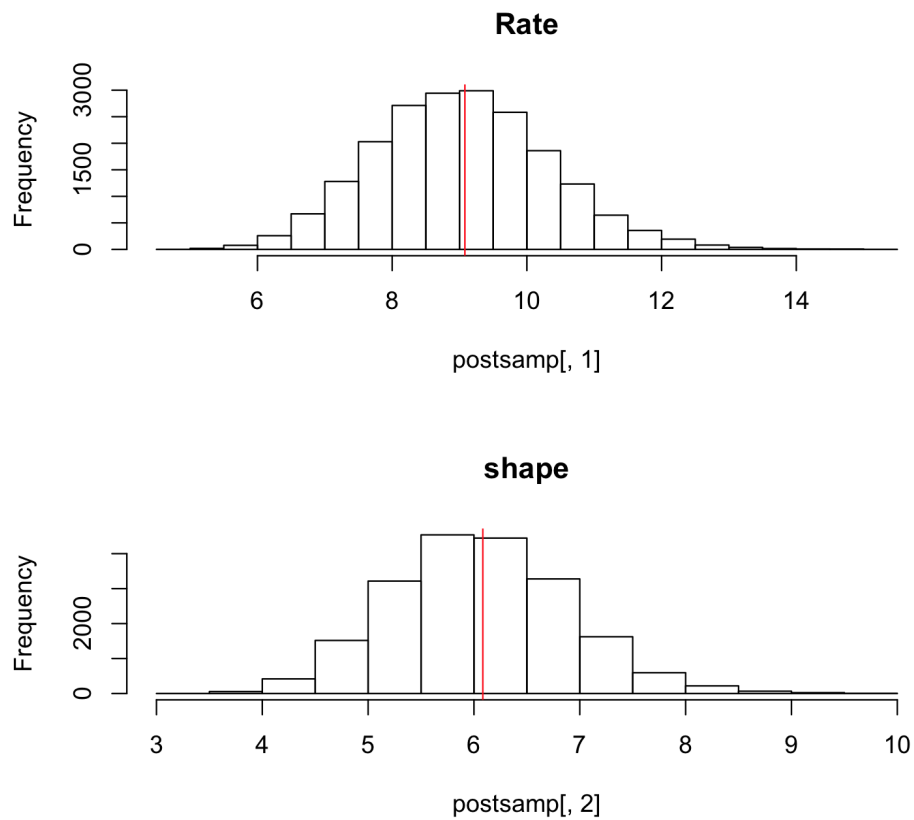 Rate
Frequency
3000
1500
0
6 8 10 12 14
postsamp[, 1]
shape
Frequency
2000
0
3 4 5 6 7 8 9 10
postsamp[, 2]